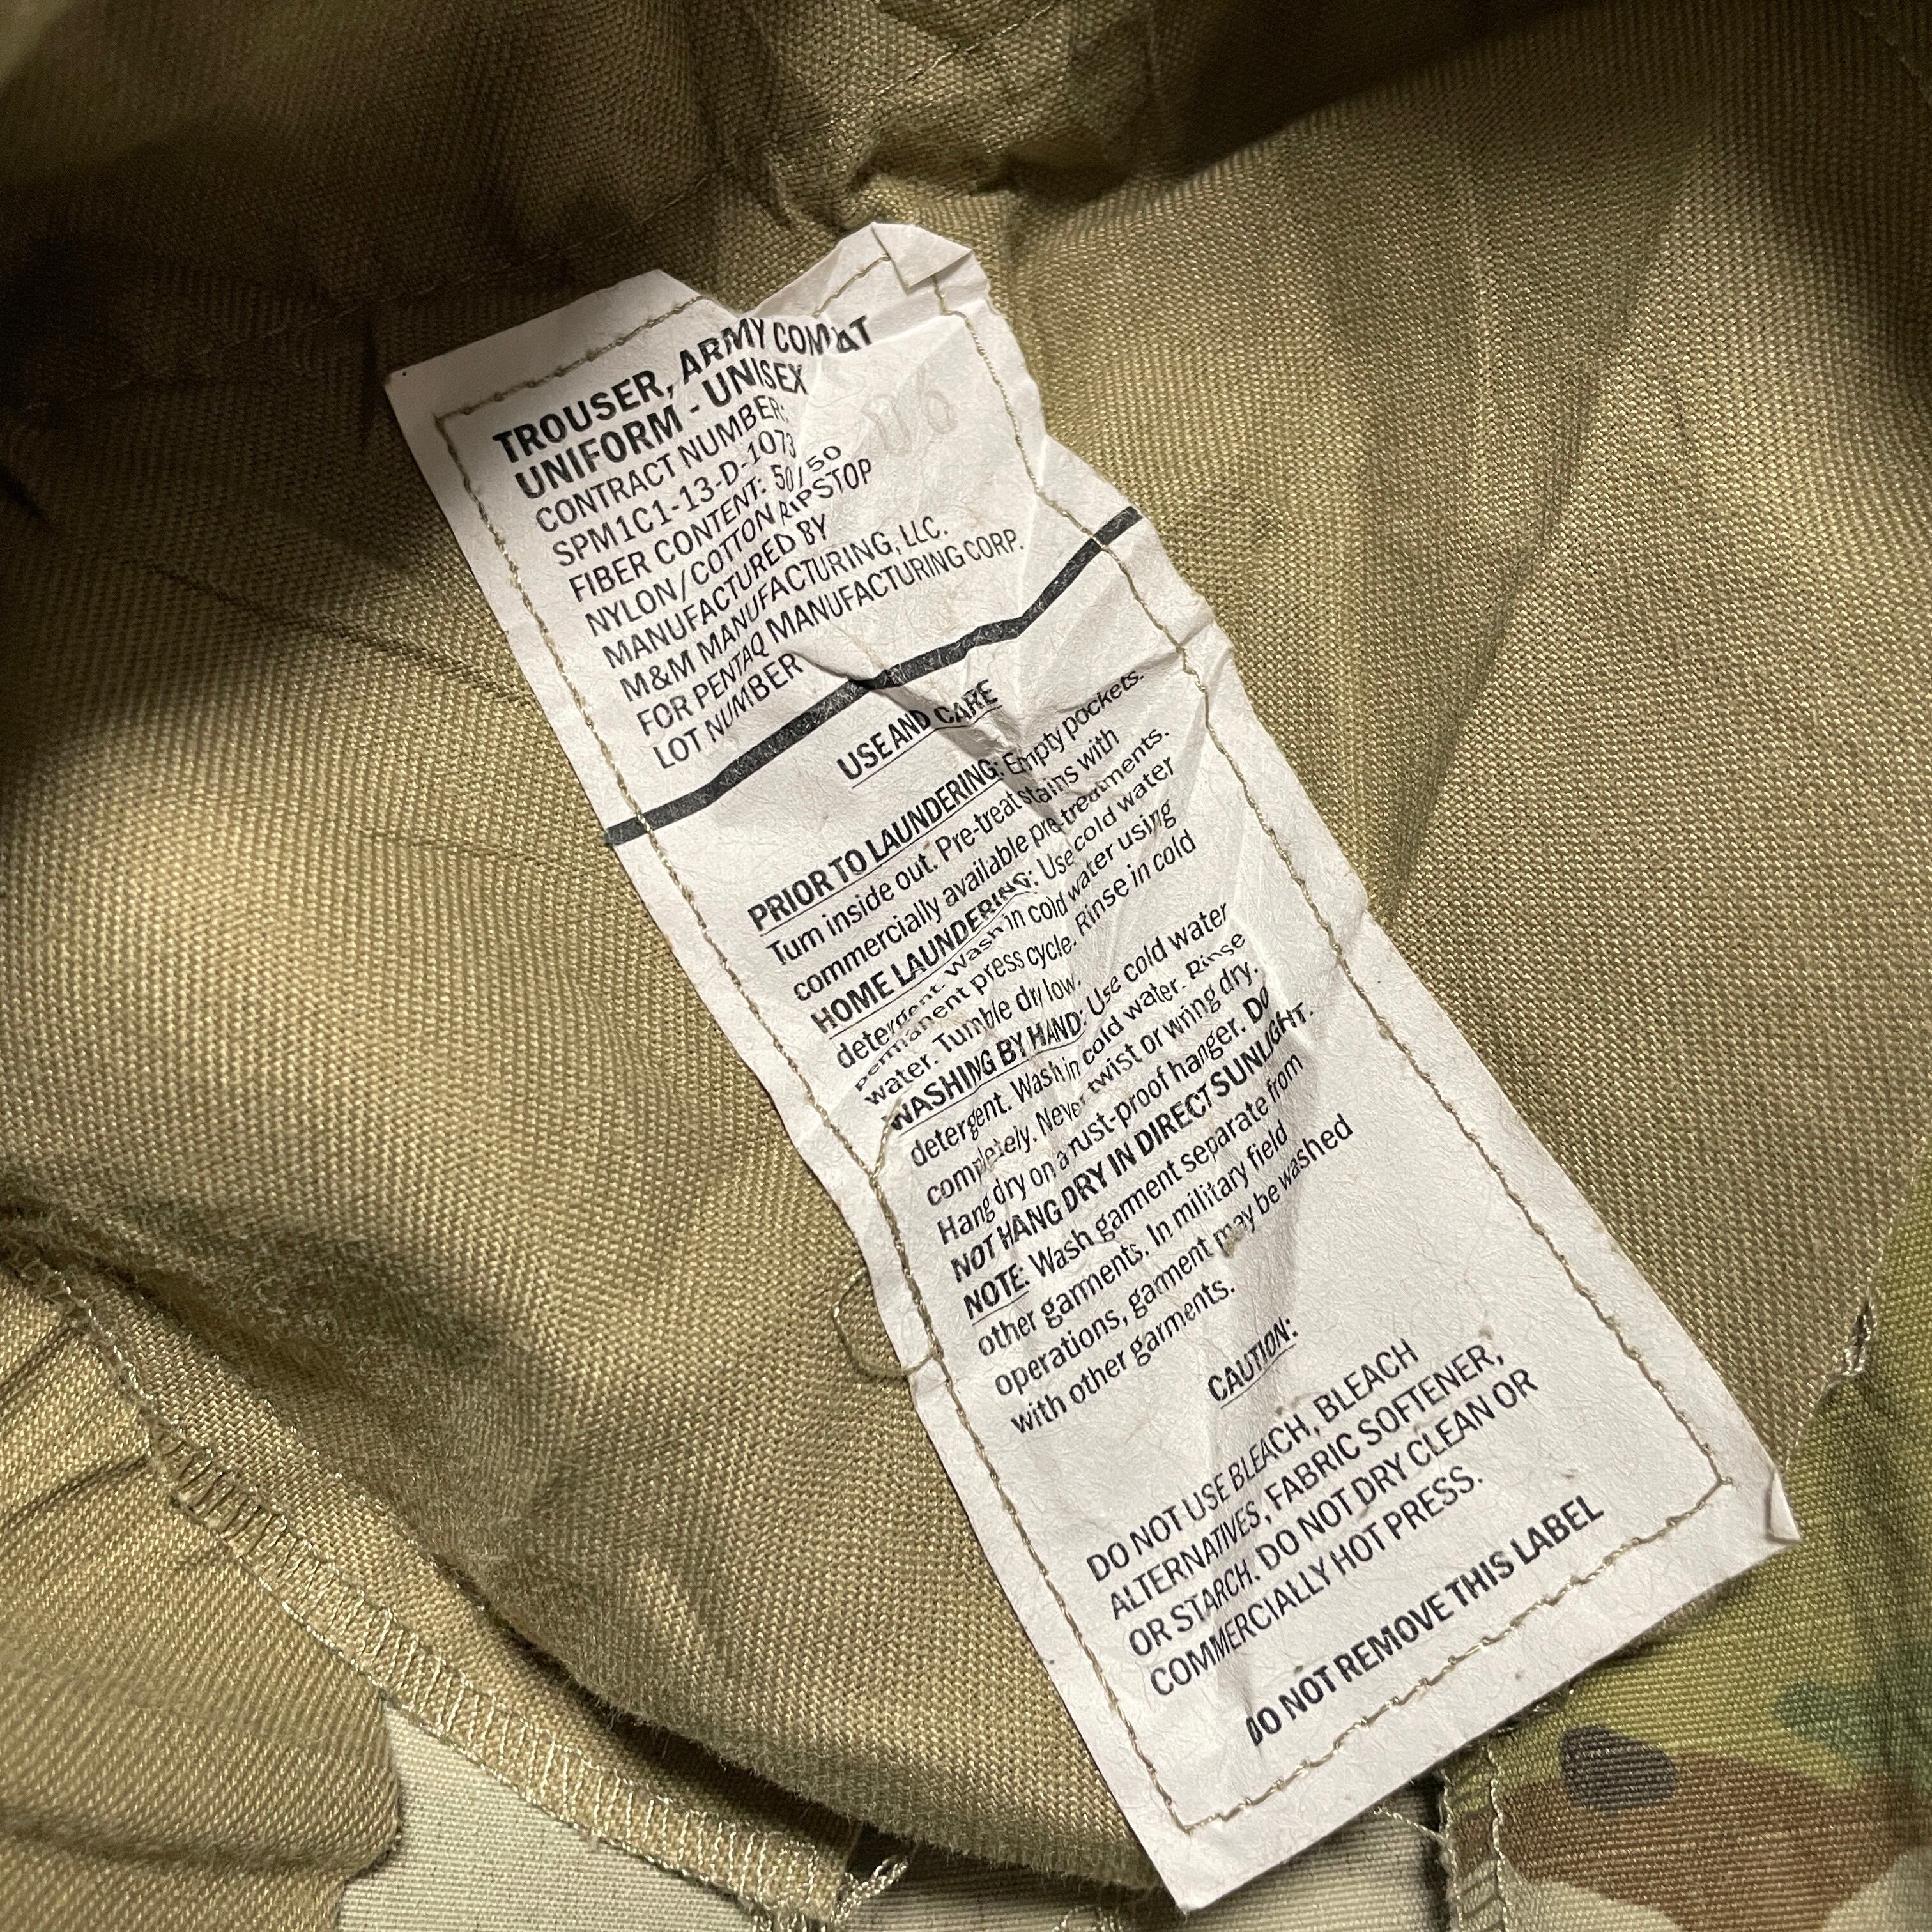 TROUSER, ARMY COMBAT
UNIFORM - UNISEX
CONTRACT NUMBER:
SPM1C1-13-D-1073
FIBER CONTENT: 50/50
NYLON/COTTON RIPSTOP
MANUFACTURED BY
M&M MANUFACTURING, LLC.
FOR PENTAQ MANUFACTURING CORP.
LOT NUMBER
USE AND CARE
PRIOR TO LAUNDERING: Empty pockets.
Turn inside out. Pre-treat stains with
commercially available pre-treatments.
HOME LAUNDERING: Use cold water
detergent. Wash in cold water using
permanent press cycle. Rinse in cold
water. Tumble dry low.
WASHING BY HAND: Use cold water
detergent. Wash in cold water. Rinse
completely. Never twist or wring dry.
Hang dry on a rust-proof hanger. DO
NOT HANG DRY IN DIRECT SUNLIGHT.
NOTE: Wash garment separate from
other garments. In military field
operations, garment may be washed
with other garments.
CAUTION:
DO NOT USE BLEACH, BLEACH
ALTERNATIVES, FABRIC SOFTENER,
OR STARCH. DO NOT DRY CLEAN OR
COMMERCIALLY HOT PRESS.
DO NOT REMOVE THIS LABEL